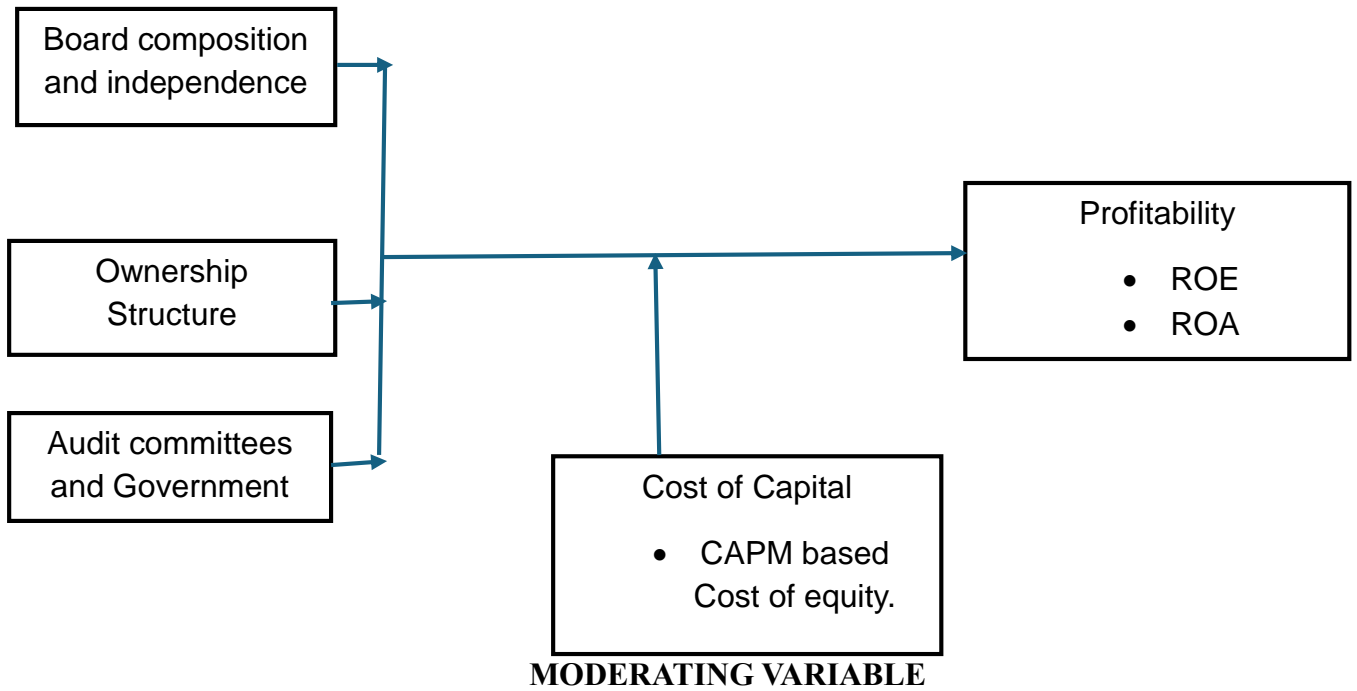 Board composition
and independence
Ownership
Structure
Audit committees
and Government
Profitability
• ROE
• ROA
Cost of Capital
• CAPM based
Cost of equity.
MODERATING VARIABLE